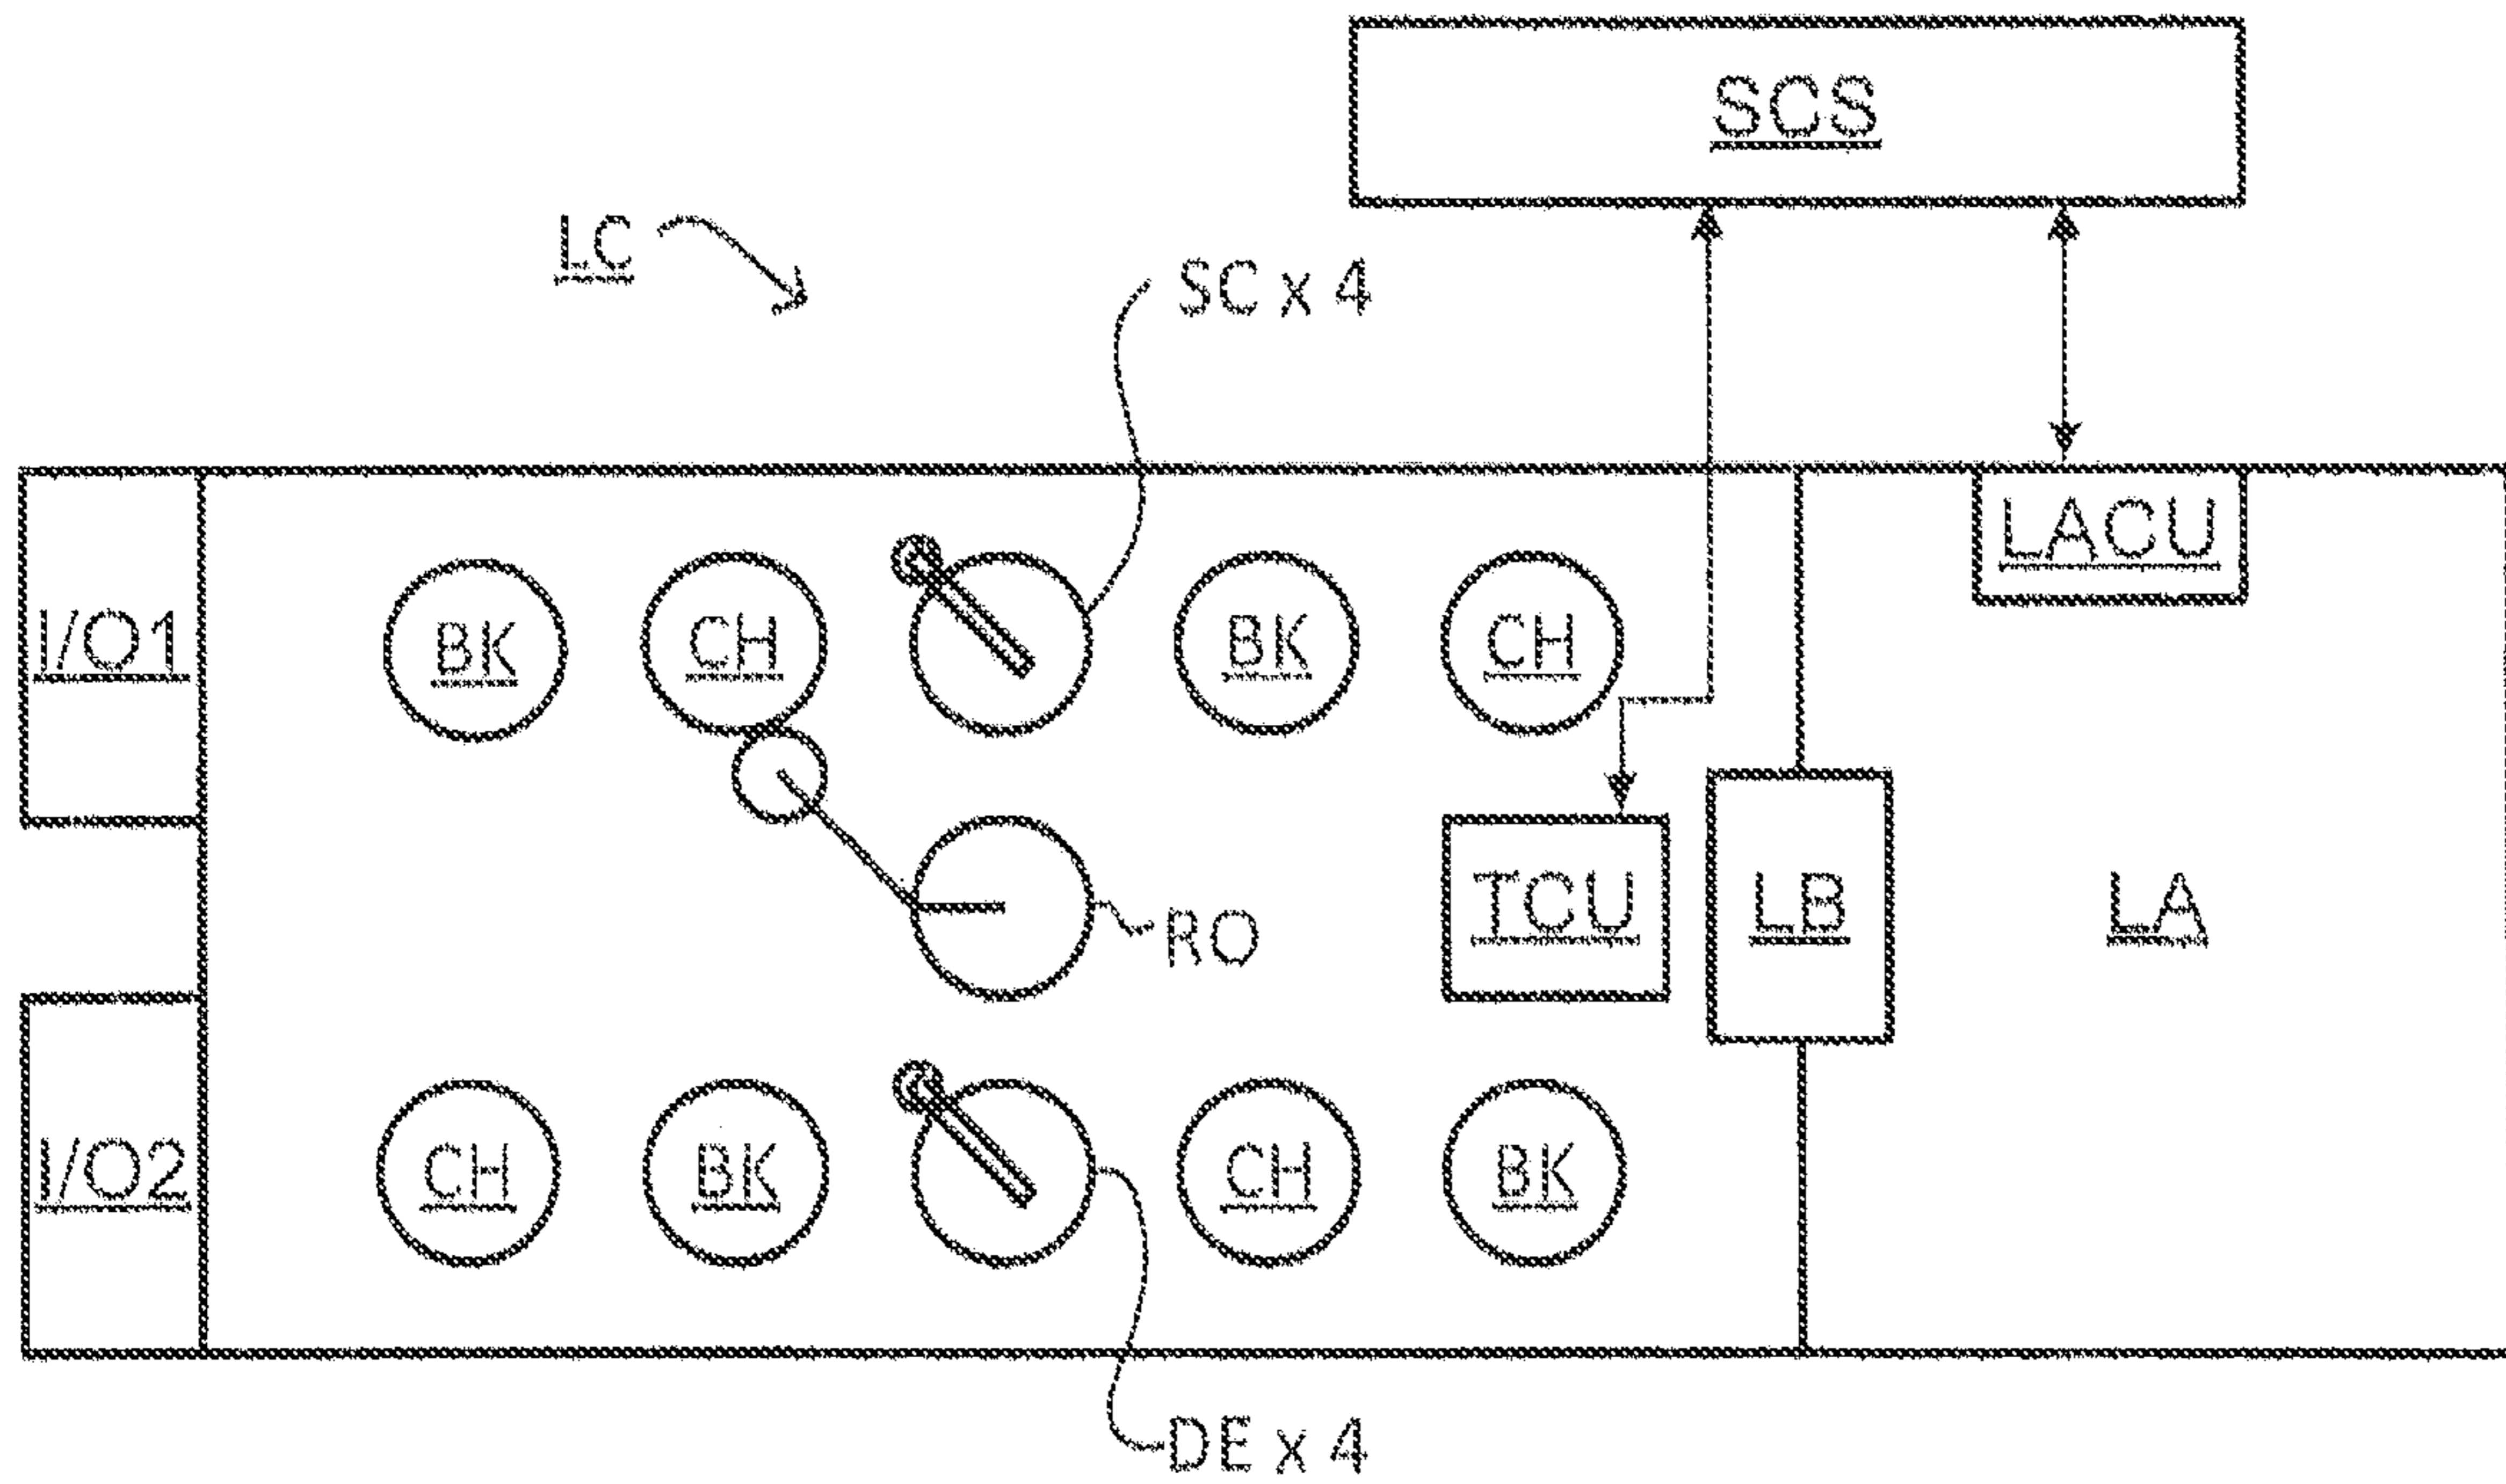 SCS
LC
SC x 4
LACU
I/O1
BK
CH
BK
CH
RO
TCU
LB
LA
I/O2
CH
BK
CH
BK
DE x 4